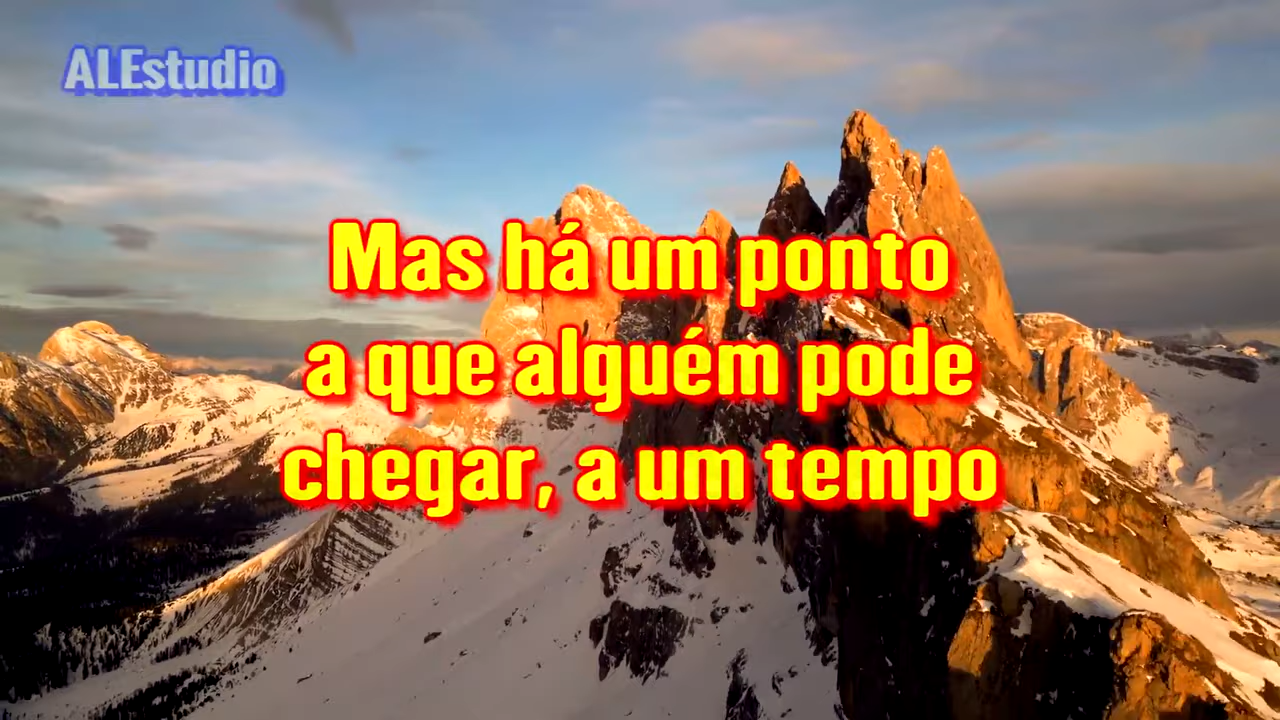 ALEstudio
Mas há um ponto
a que alguém pode
chegar, a um tempo